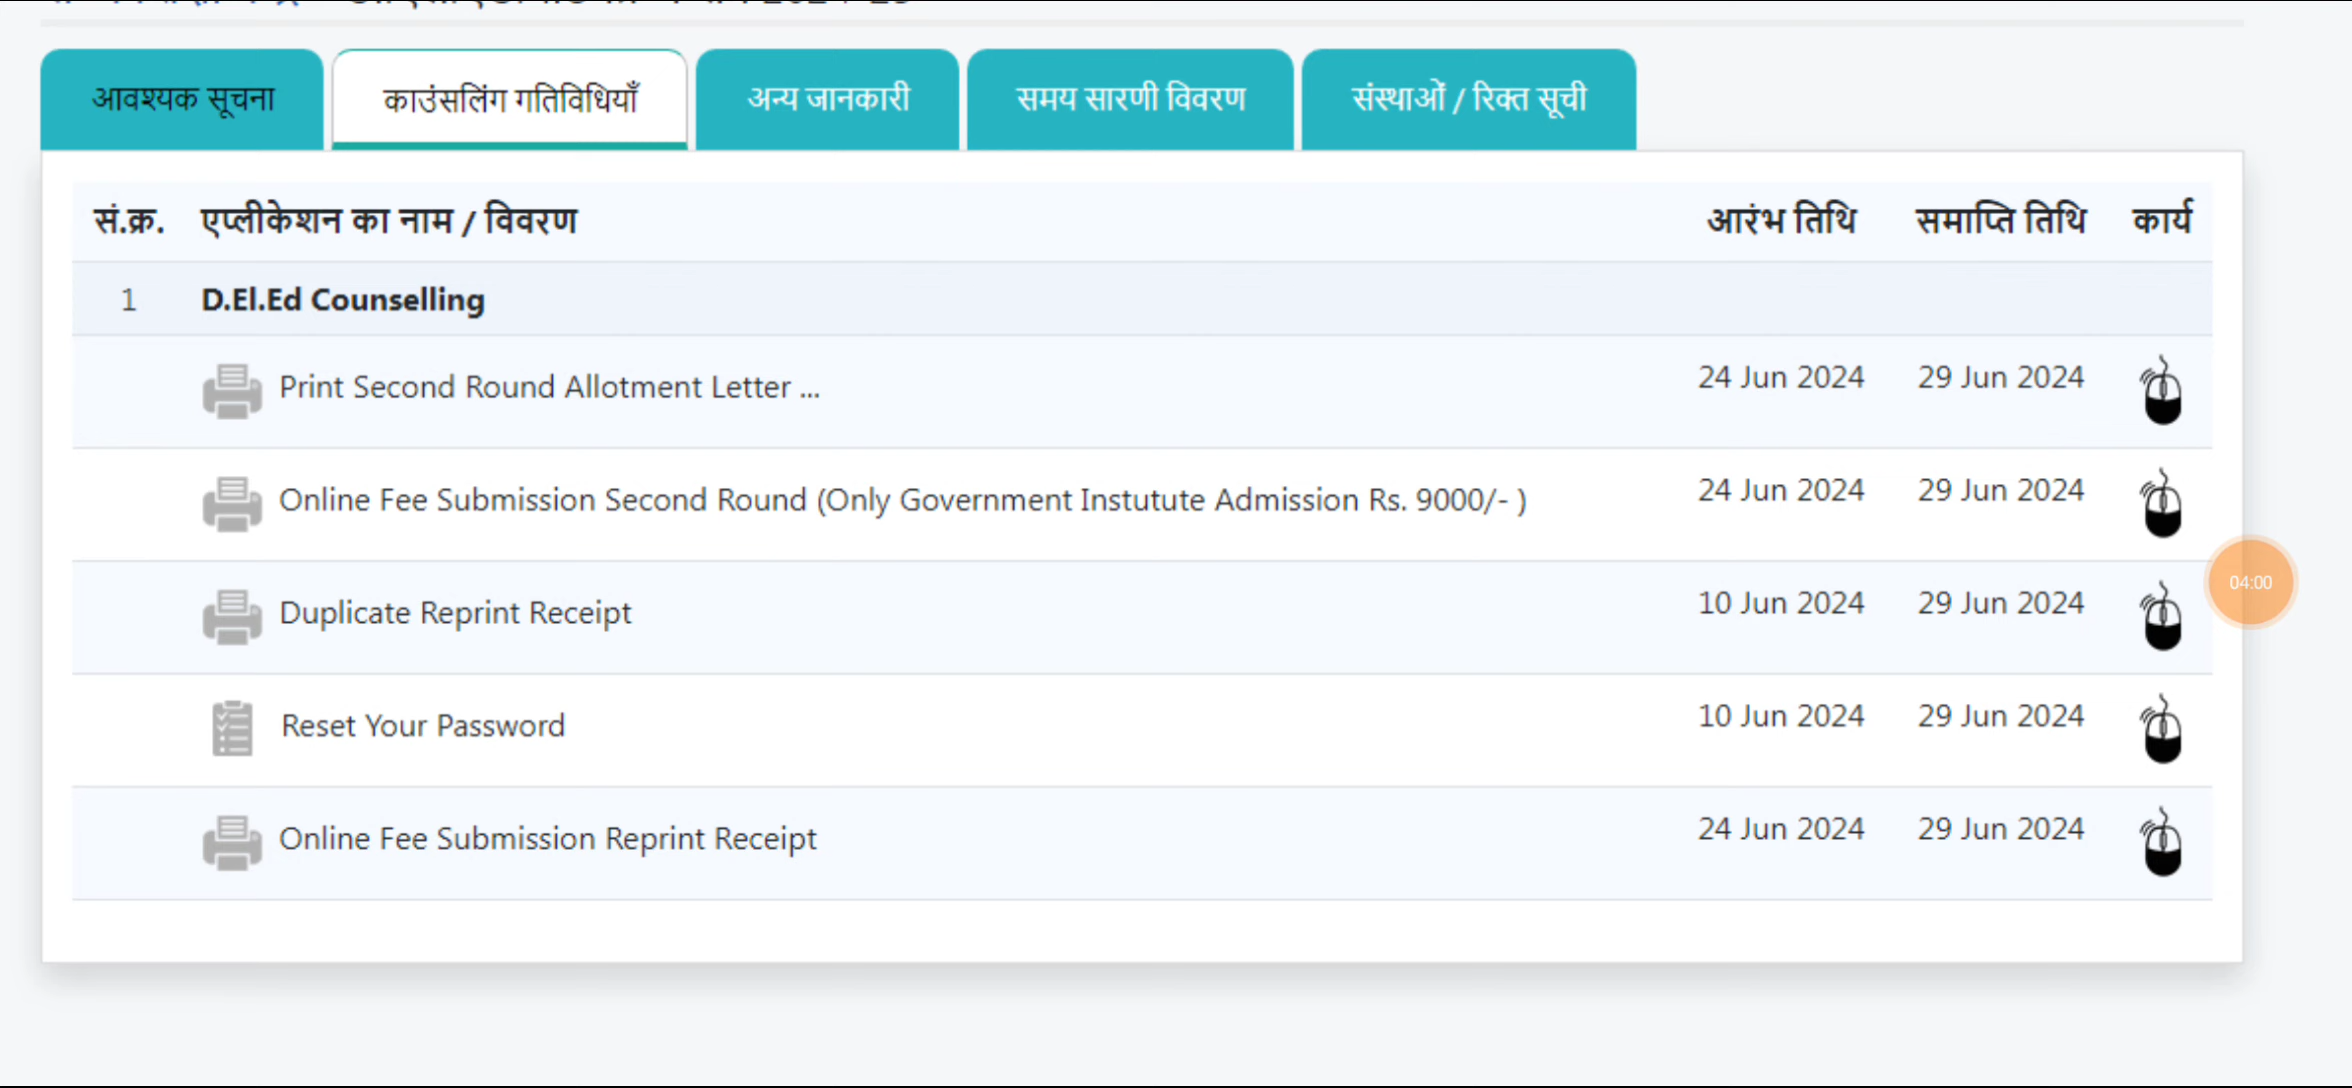 आवश्यक सूचना काउंसलिंग गतिविधियाँ अन्य जानकारी समय सारणी विवरण संस्थाओं / रिक्त सूची
सं.क्र. एप्लीकेशन का नाम / विवरण आरंभ तिथि समाप्ति तिथि कार्य
1 D.El.Ed Counselling
Print Second Round Allotment Letter ... 24 Jun 2024 29 Jun 2024
Online Fee Submission Second Round (Only Government Instutute Admission Rs. 9000/- ) 24 Jun 2024 29 Jun 2024
04:00
Duplicate Reprint Receipt 10 Jun 2024 29 Jun 2024
Reset Your Password 10 Jun 2024 29 Jun 2024
Online Fee Submission Reprint Receipt 24 Jun 2024 29 Jun 2024